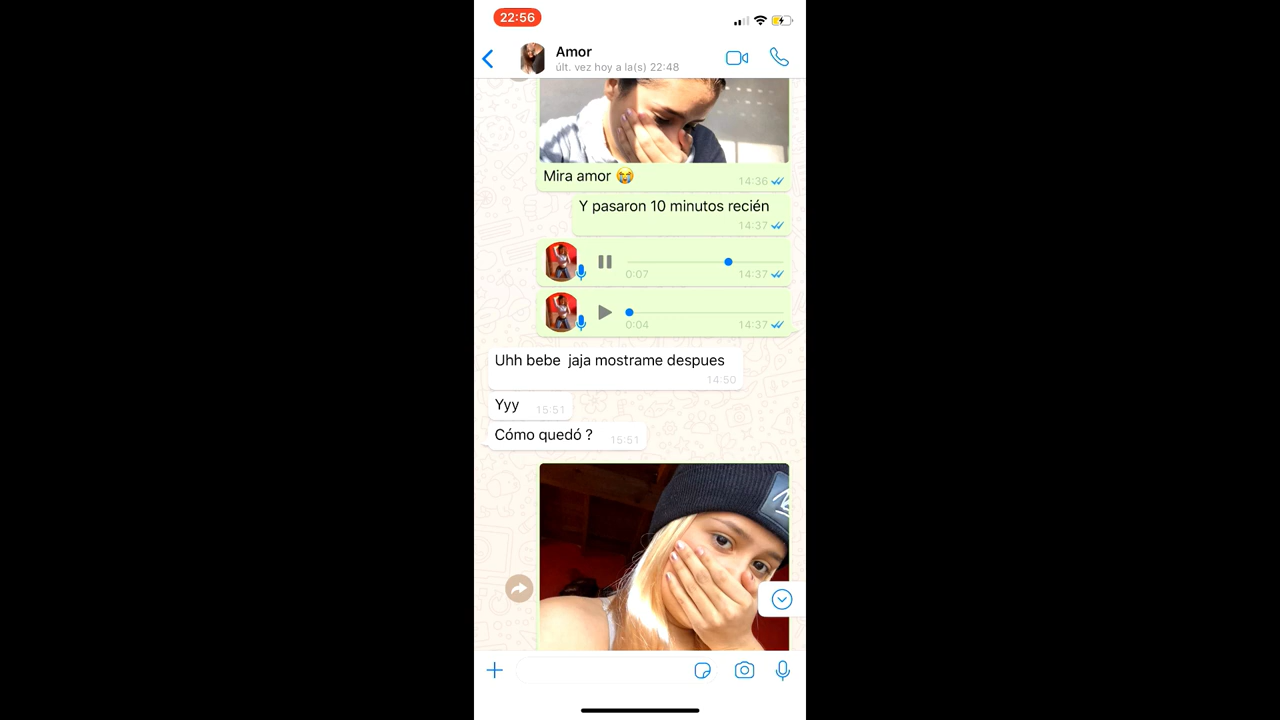 22:56
Amor
últ. vez hoy a la(s) 22:48
Mira amor 😭
14:36
Y pasaron 10 minutos recién
14:37
0:07 14:37
0:04 14:37
Uhh bebe jaja mostrame despues
14:50
Yyy 15:51
Cómo quedó ? 15:51